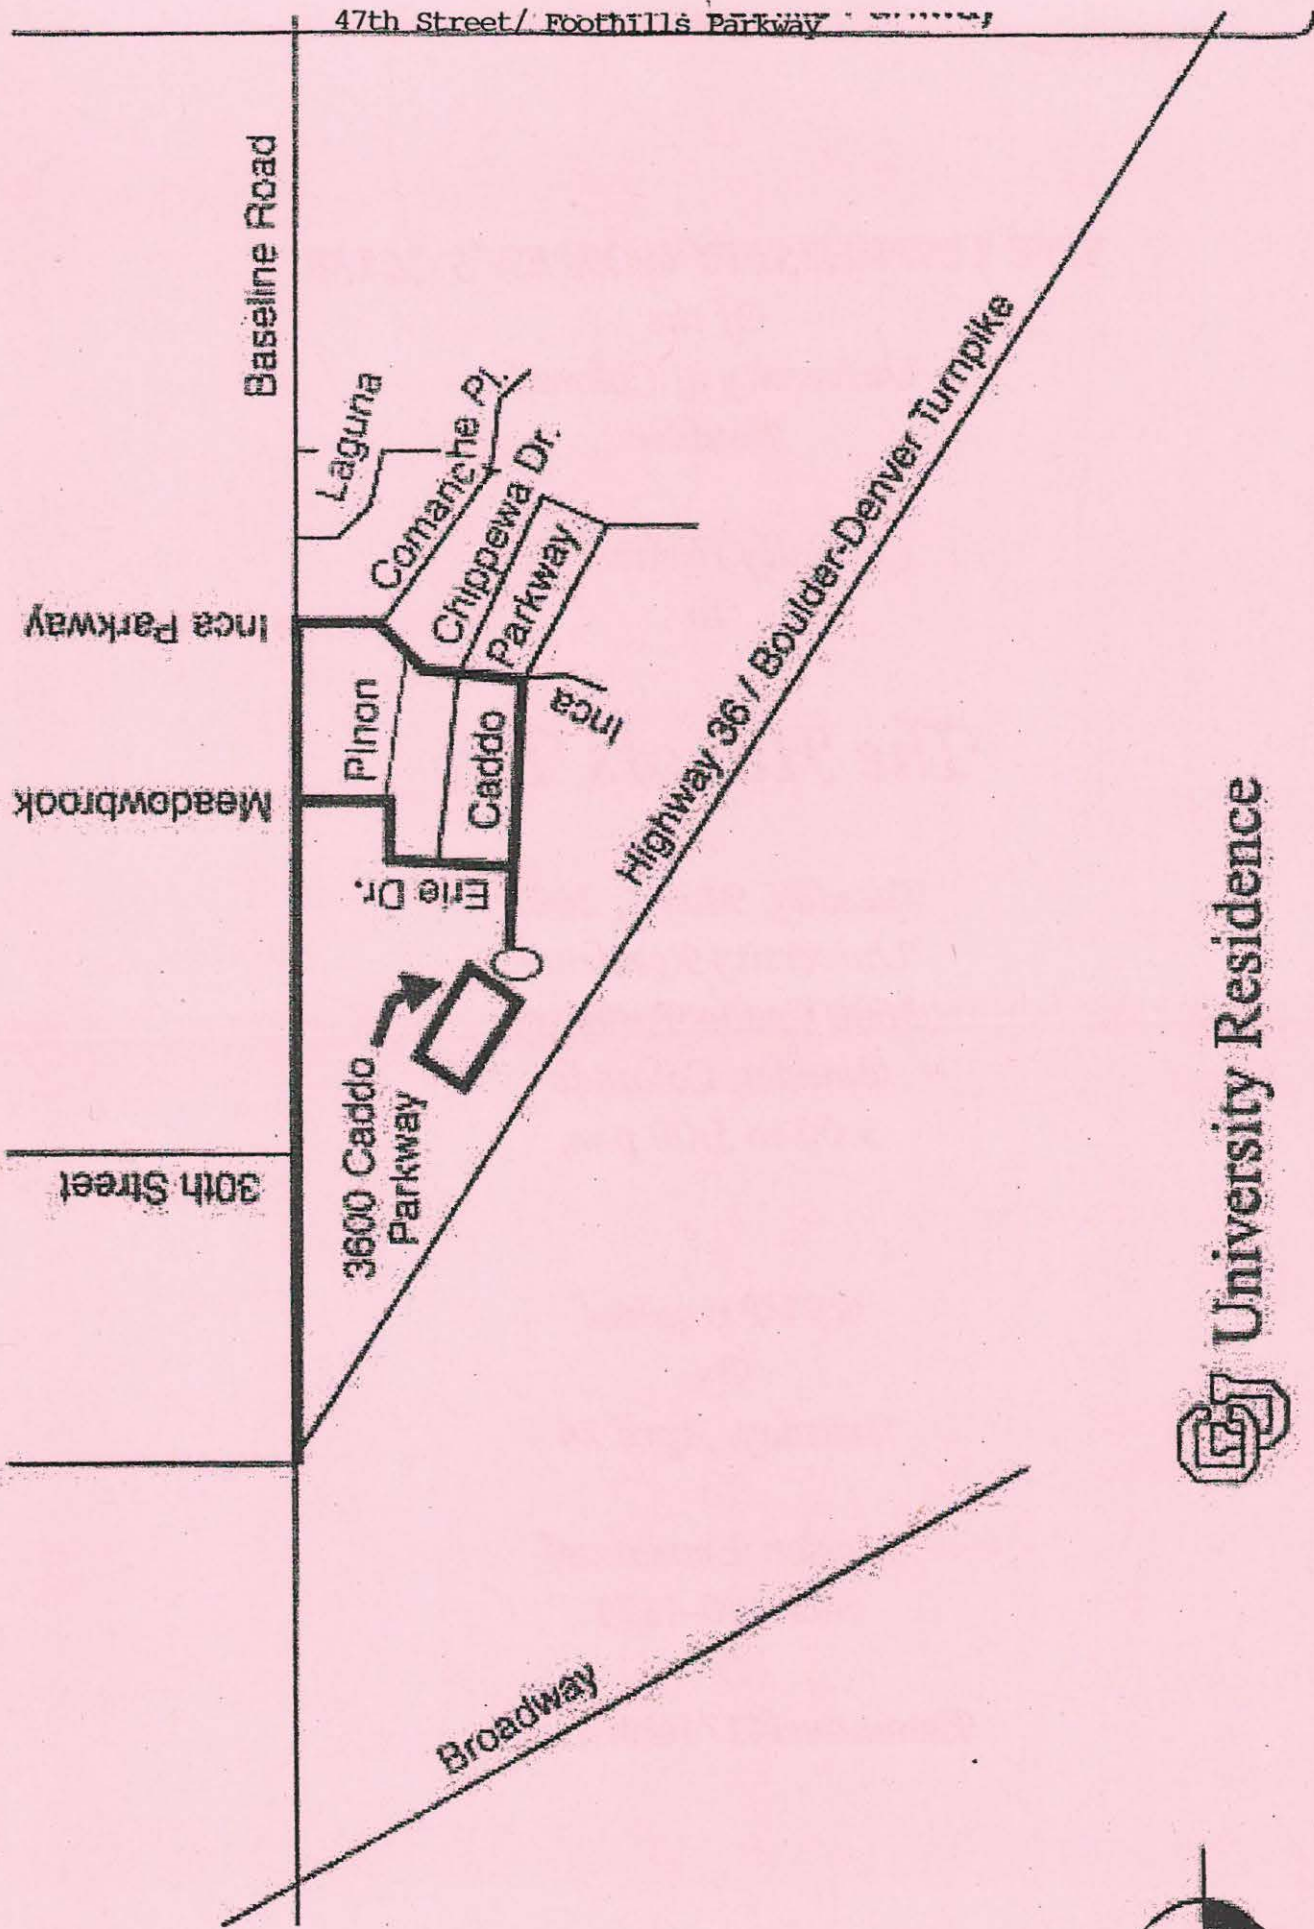 47th Street/ Foothills Parkway
Baseline Road
Laguna
Comanche Pl.
Chippewa Dr.
Parkway
Inca Parkway
Inca
Pinon
Caddo
Meadowbrook
Erie Dr.
3600 Caddo
Parkway
30th Street
Highway 36 / Boulder-Denver Turnpike
Broadway
CU University Residence